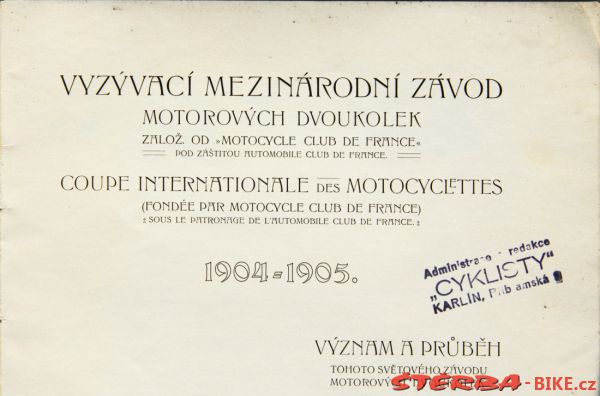 VYZÝVACÍ MEZINÁRODNÍ ZÁVOD
MOTOROVÝCH DVOUKOLEK
ZALOŽ. OD »MOTOCYCLE CLUB DE FRANCE«
POD ZÁŠTITOU AUTOMOBILE CLUB DE FRANCE.
COUPE INTERNATIONALE DES MOTOCYCLETTES
(FONDÉE PAR MOTOCYCLE CLUB DE FRANCE)
SOUS LE PATRONAGE DE L'AUTOMOBILE CLUB DE FRANCE.
1904-1905.
Administrace - redakce
„CYKLISTY“
KARLÍN,
VÝZNAM A PRŮBĚH
TOHOTO SVĚTOVÉHO ZÁVODU
ŠTĚRBA-BIKE.cz